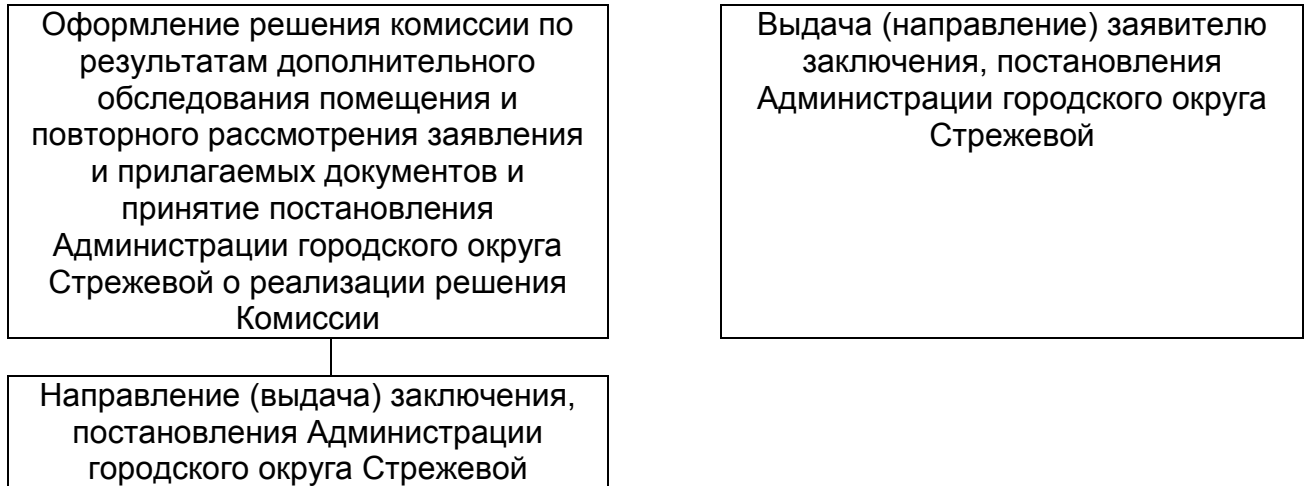 Оформление решения комиссии по
результатам дополнительного
обследования помещения и
повторного рассмотрения заявления
и прилагаемых документов и
принятие постановления
Администрации городского округа
Стрежевой о реализации решения
Комиссии
Выдача (направление) заявителю
заключения, постановления
Администрации городского округа
Стрежевой
Направление (выдача) заключения,
постановления Администрации
городского округа Стрежевой